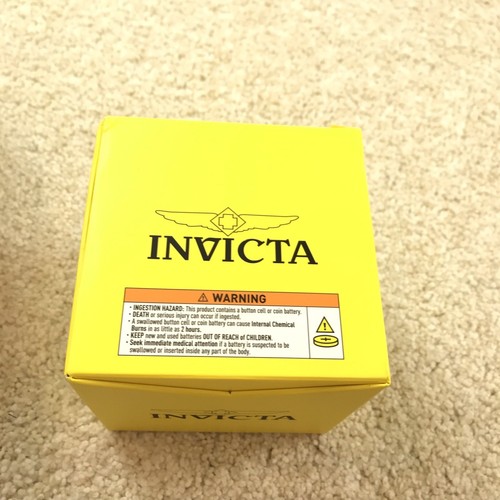 INVICTA
WARNING
• INGESTION HAZARD: This product contains a button cell or coin battery.
• DEATH or serious injury can occur if ingested.
• A swallowed button cell or coin battery can cause Internal Chemical
Burns in as little as 2 hours.
• KEEP new and used batteries OUT OF REACH of CHILDREN.
• Seek immediate medical attention if a battery is suspected to be
swallowed or inserted inside any part of the body.
INVICTA